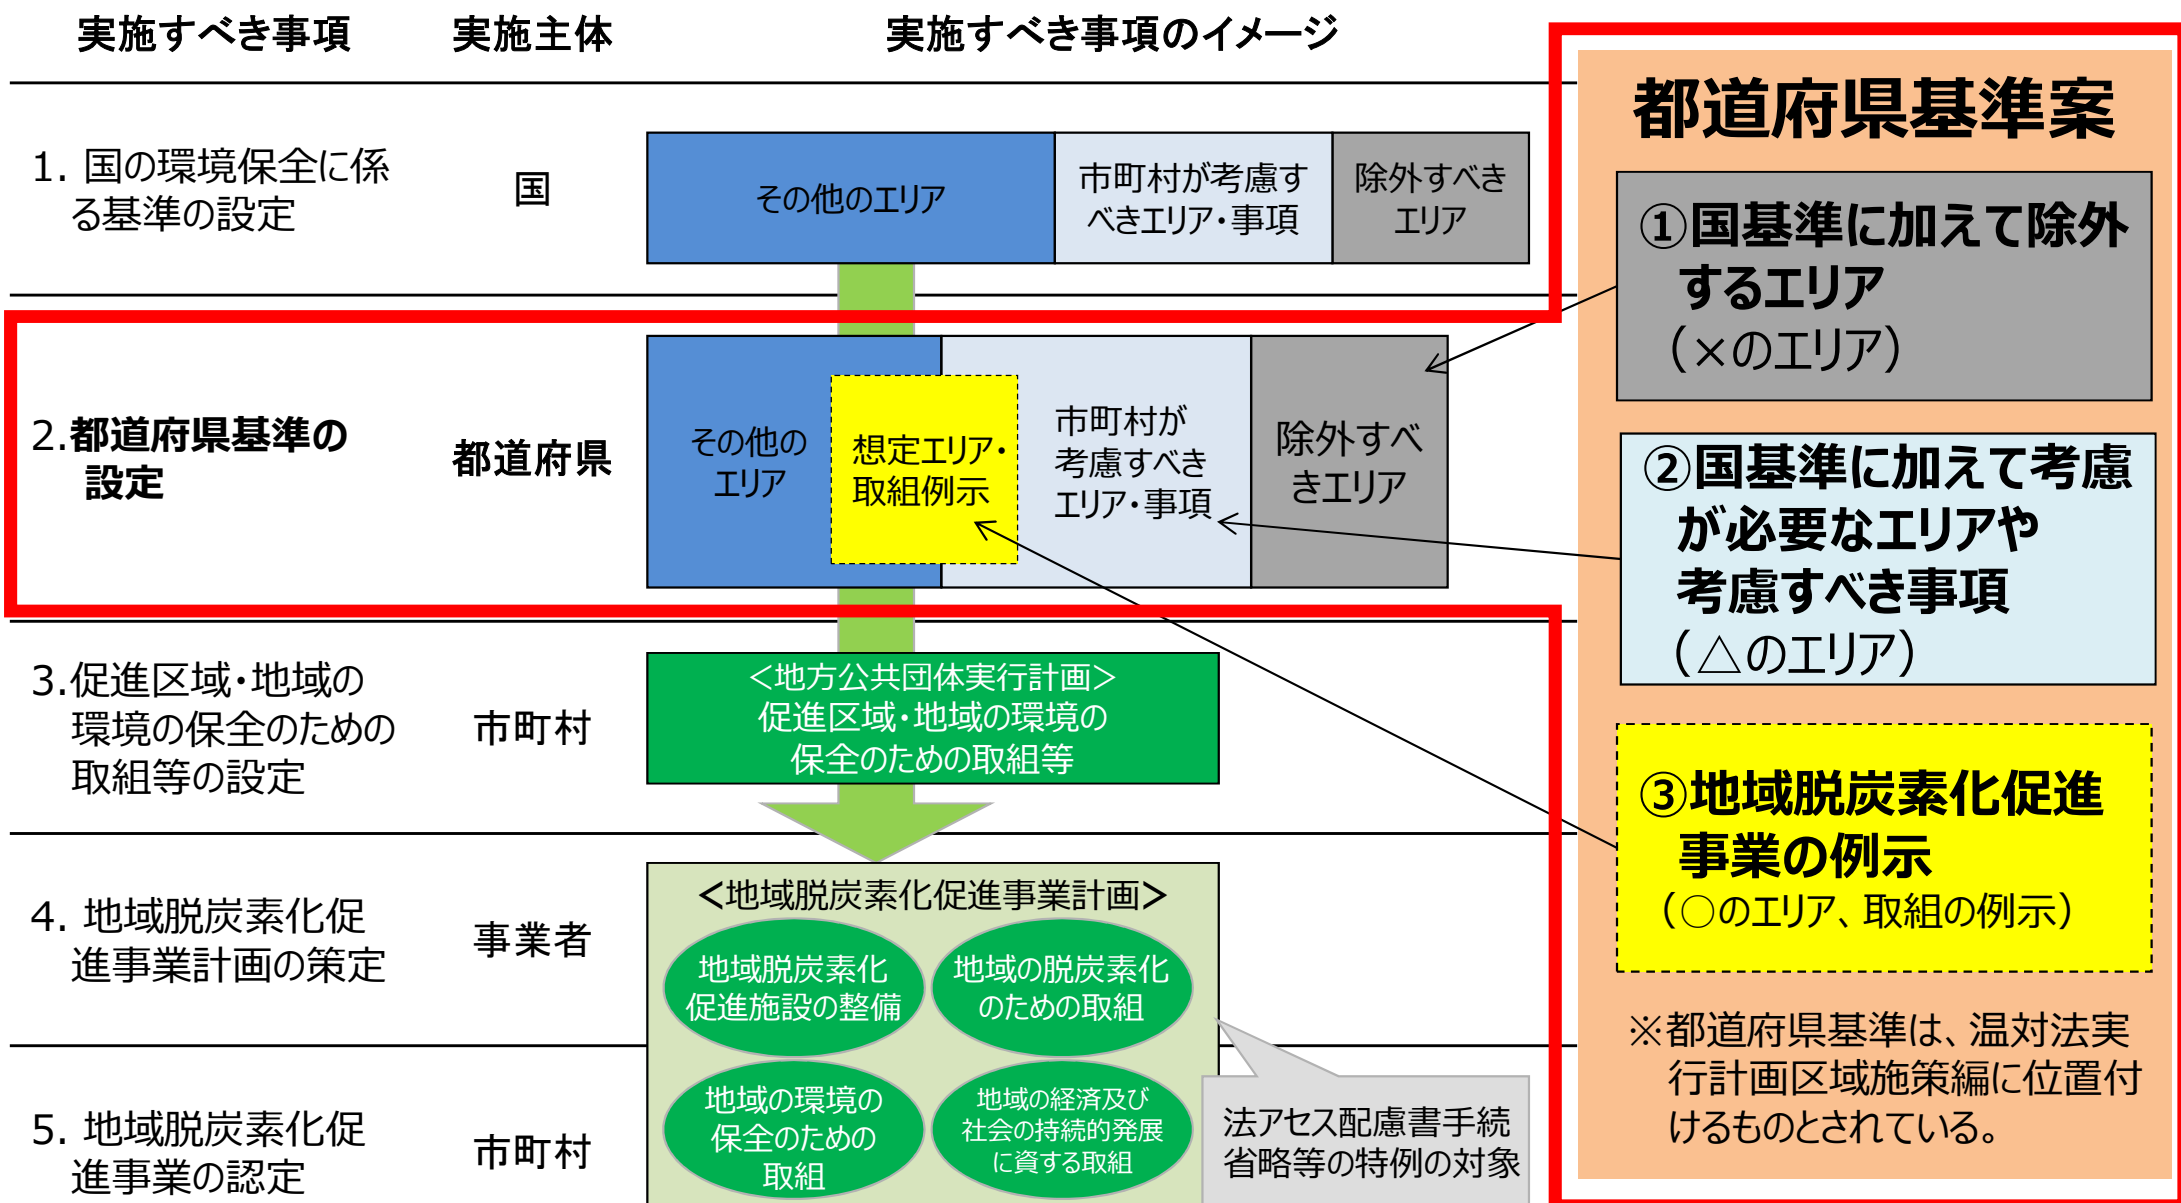 実施すべき事項
実施主体
実施すべき事項のイメージ
1. 国の環境保全に係
る基準の設定
国
その他のエリア
市町村が考慮す
べきエリア・事項
除外すべき
エリア
2.都道府県基準の
設定
都道府県
その他の
エリア
想定エリア・
取組例示
市町村が
考慮すべき
エリア・事項
除外すべ
きエリア
3.促進区域・地域の
環境の保全のための
取組等の設定
市町村
＜地方公共団体実行計画＞
促進区域・地域の環境の
保全のための取組等
4. 地域脱炭素化促
進事業計画の策定
事業者
＜地域脱炭素化促進事業計画＞
地域脱炭素化
促進施設の整備
地域の脱炭素化
のための取組
5. 地域脱炭素化促
進事業の認定
市町村
地域の環境の
保全のための
取組
地域の経済及び
社会の持続的発展
に資する取組
法アセス配慮書手続
省略等の特例の対象
都道府県基準案
①国基準に加えて除外
するエリア
（×のエリア）
②国基準に加えて考慮
が必要なエリアや
考慮すべき事項
（△のエリア）
③地域脱炭素化促進
事業の例示
（○のエリア、取組の例示）
※都道府県基準は、温対法実
行計画区域施策編に位置付
けるものとされている。